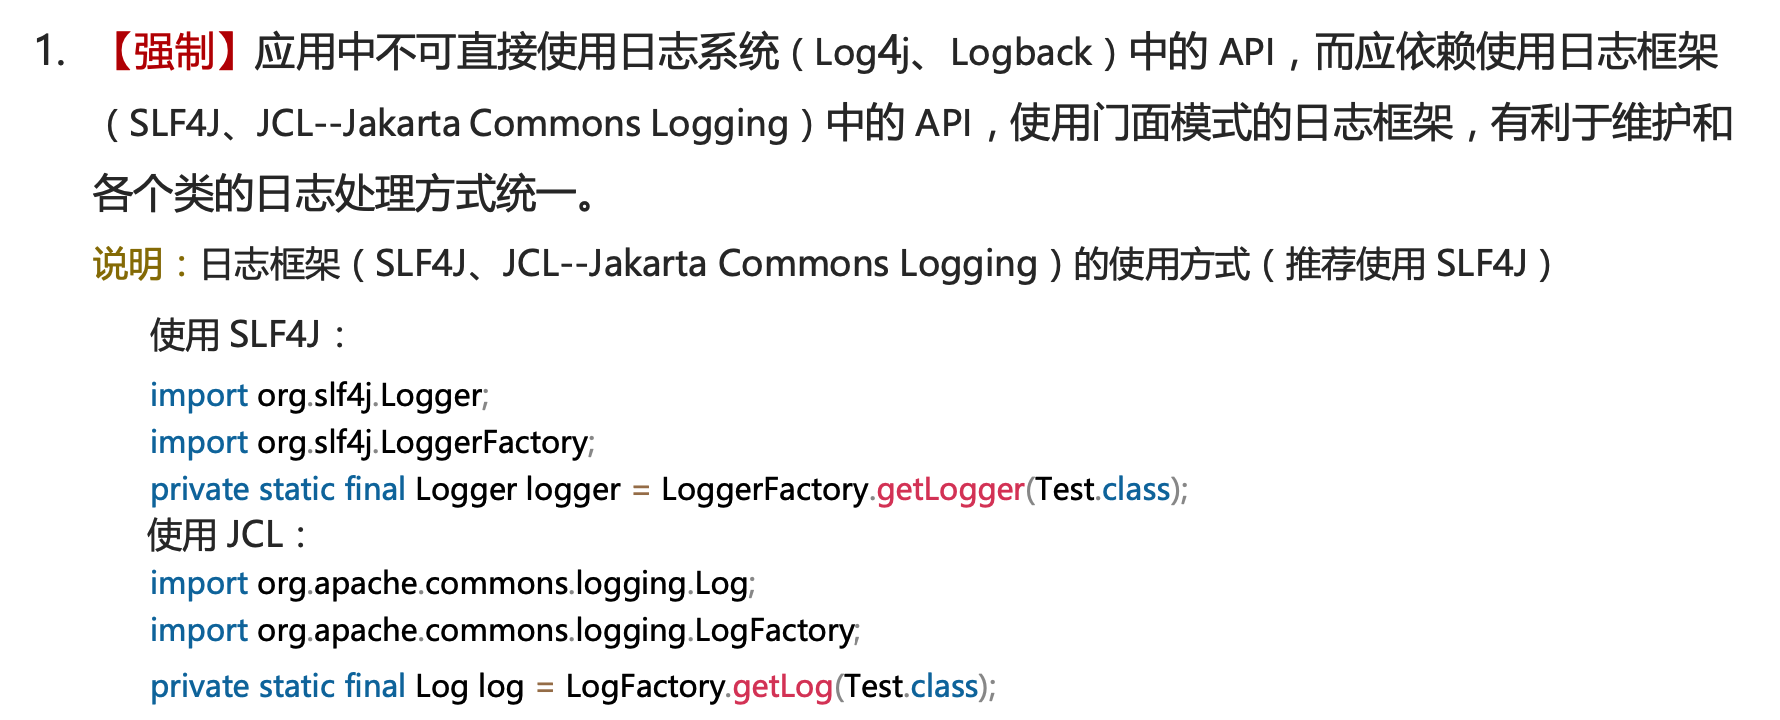 1. 【强制】应用中不可直接使用日志系统（Log4j、Logback）中的 API，而应依赖使用日志框架
（SLF4J、JCL--Jakarta Commons Logging）中的 API，使用门面模式的日志框架，有利于维护和
各个类的日志处理方式统一。
说明：日志框架（SLF4J、JCL--Jakarta Commons Logging）的使用方式（推荐使用 SLF4J）
使用 SLF4J：
import org.slf4j.Logger;
import org.slf4j.LoggerFactory;
private static final Logger logger = LoggerFactory.getLogger(Test.class);
使用 JCL：
import org.apache.commons.logging.Log;
import org.apache.commons.logging.LogFactory;
private static final Log log = LogFactory.getLog(Test.class);